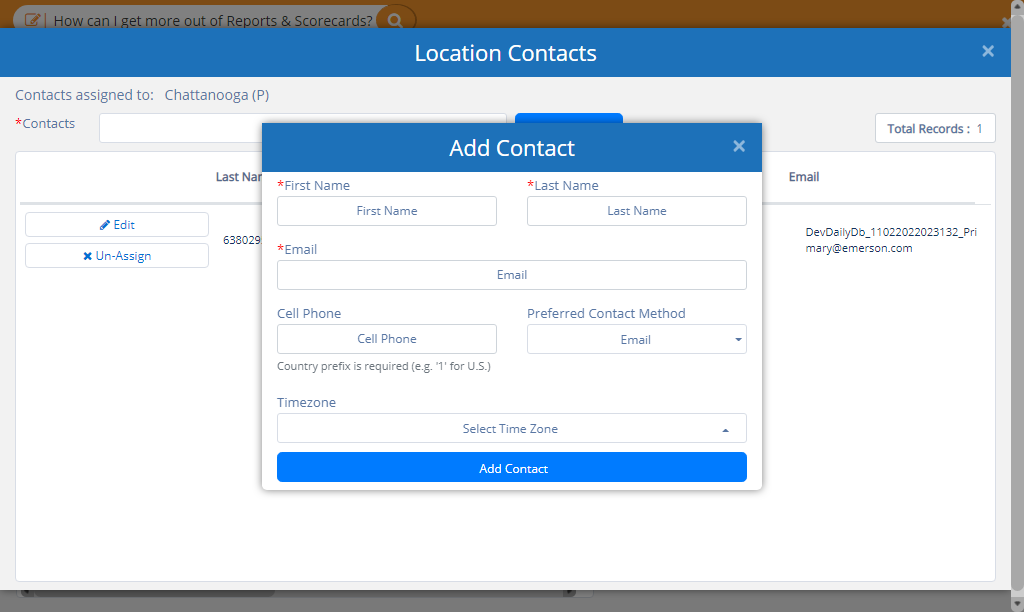 How can I get more out of Reports & Scorecards?
Location Contacts
Contacts assigned to: Chattanooga (P)
*Contacts
Total Records : 1
Add Contact
Last
Email
*First Name
*Last Name
First Name
Last Name
Edit
Un-Assign
638029
DevDailyDb_11022022023132_Pri
mary@emerson.com
*Email
Email
Cell Phone
Preferred Contact Method
Cell Phone
Email
Country prefix is required (e.g. '1' for U.S.)
Timezone
Select Time Zone
Add Contact